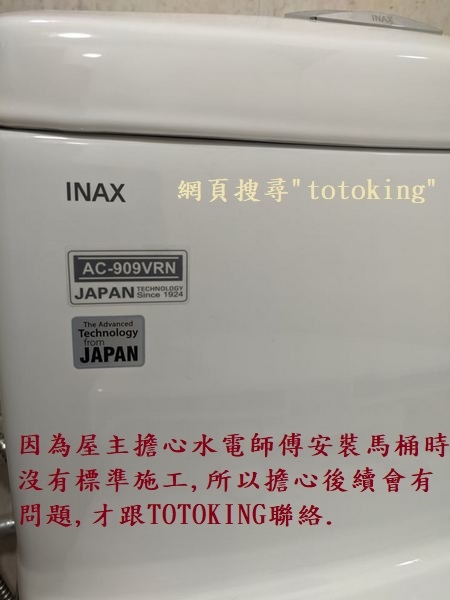 INAX
INAX
網頁搜尋"totoking"
AC-909VRN
JAPAN TECHNOLOGY Since 1924
The Advanced
Technology
from
JAPAN
因為屋主擔心水電師傅安裝馬桶時
沒有標準施工,所以擔心後續會有
問題,才跟TOTOKING聯絡.